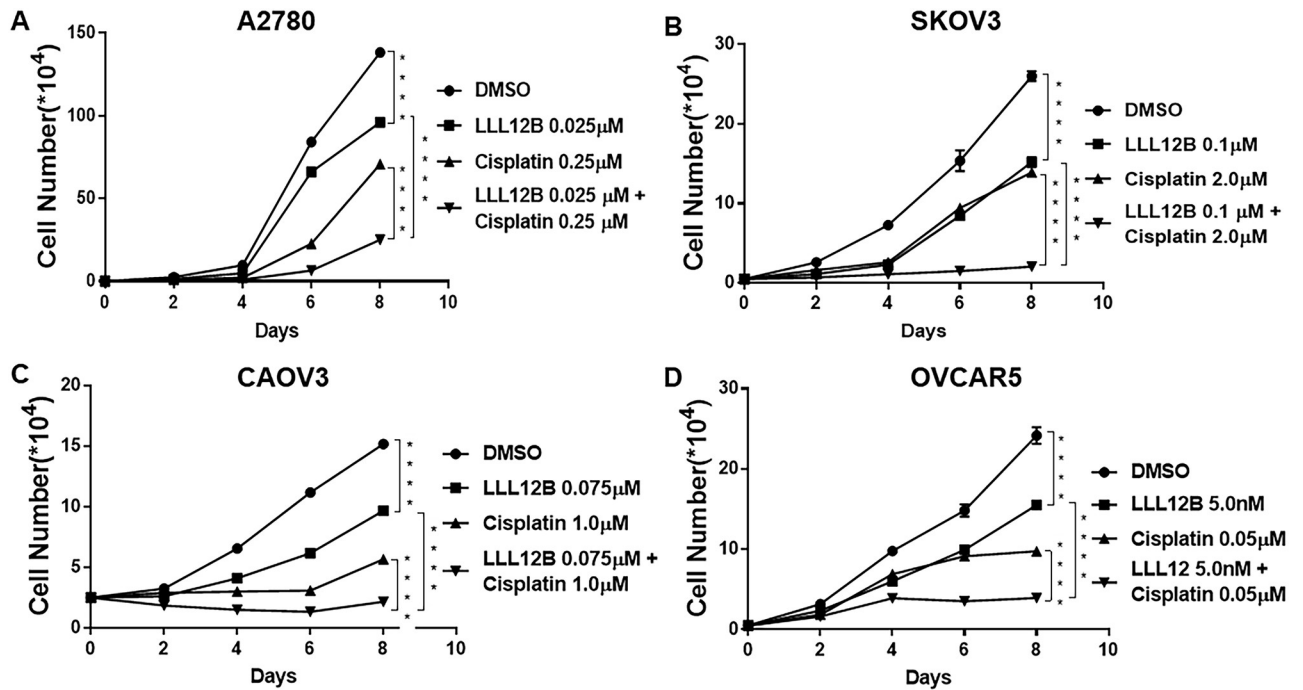 A
A2780
150
100
50
0
Cell Number(*10⁴)
0 2 4 6 8 10
Days
* * * *
* * * *
* * * *
DMSO
LLL12B 0.025μM
Cisplatin 0.25μM
LLL12B 0.025 μM +
Cisplatin 0.25 μM
B
SKOV3
30
20
10
0
Cell Number(*10⁴)
0 2 4 6 8 10
Days
* * * *
* * * *
* * * *
DMSO
LLL12B 0.1μM
Cisplatin 2.0μM
LLL12B 0.1 μM +
Cisplatin 2.0μM
C
CAOV3
20
15
10
5
0
Cell Number(*10⁴)
0 2 4 6 8 10
Days
* * * *
* * * *
* * * *
DMSO
LLL12B 0.075μM
Cisplatin 1.0μM
LLL12B 0.075μM +
Cisplatin 1.0μM
D
OVCAR5
30
20
10
0
Cell Number(*10⁴)
0 2 4 6 8 10
Days
* * * *
* * * *
* * * *
DMSO
LLL12B 5.0nM
Cisplatin 0.05μM
LLL12 5.0nM +
Cisplatin 0.05μM